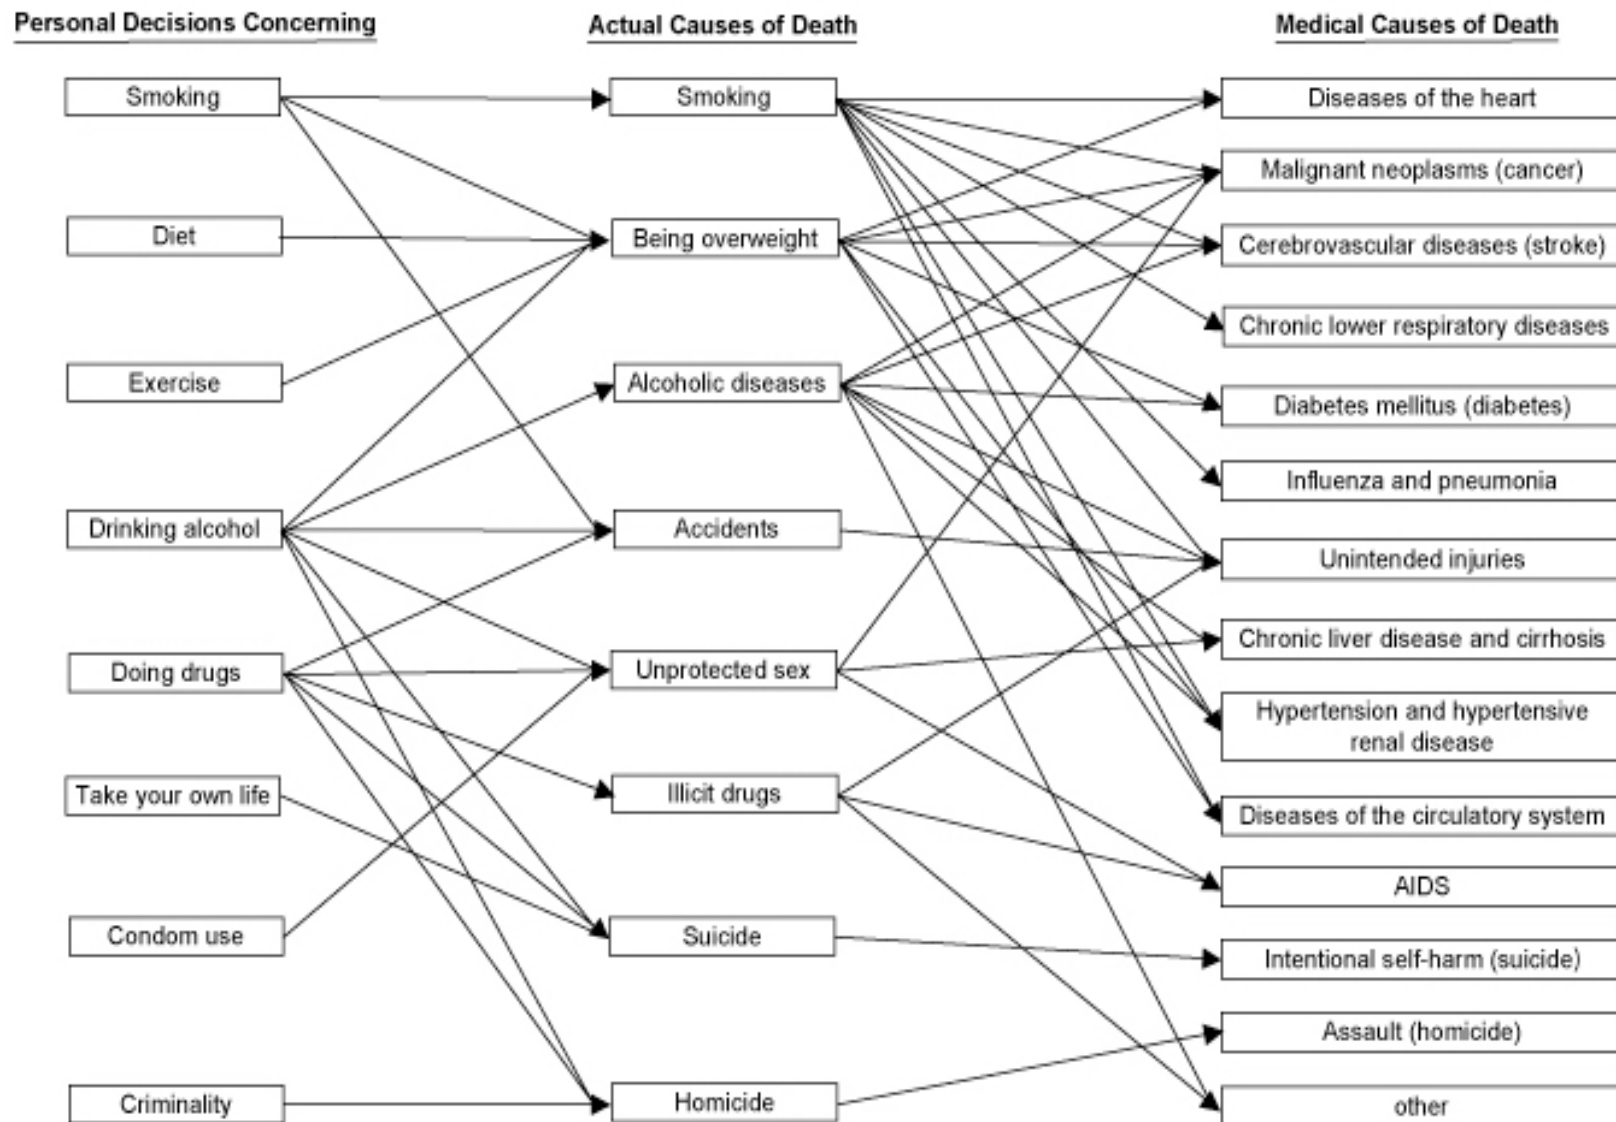 Personal Decisions Concerning
Actual Causes of Death
Medical Causes of Death
Smoking
Diet
Exercise
Drinking alcohol
Doing drugs
Take your own life
Condom use
Criminality
Smoking
Being overweight
Alcoholic diseases
Accidents
Unprotected sex
Illicit drugs
Suicide
Homicide
Diseases of the heart
Malignant neoplasms (cancer)
Cerebrovascular diseases (stroke)
Chronic lower respiratory diseases
Diabetes mellitus (diabetes)
Influenza and pneumonia
Unintended injuries
Chronic liver disease and cirrhosis
Hypertension and hypertensive
renal disease
Diseases of the circulatory system
AIDS
Intentional self-harm (suicide)
Assault (homicide)
other